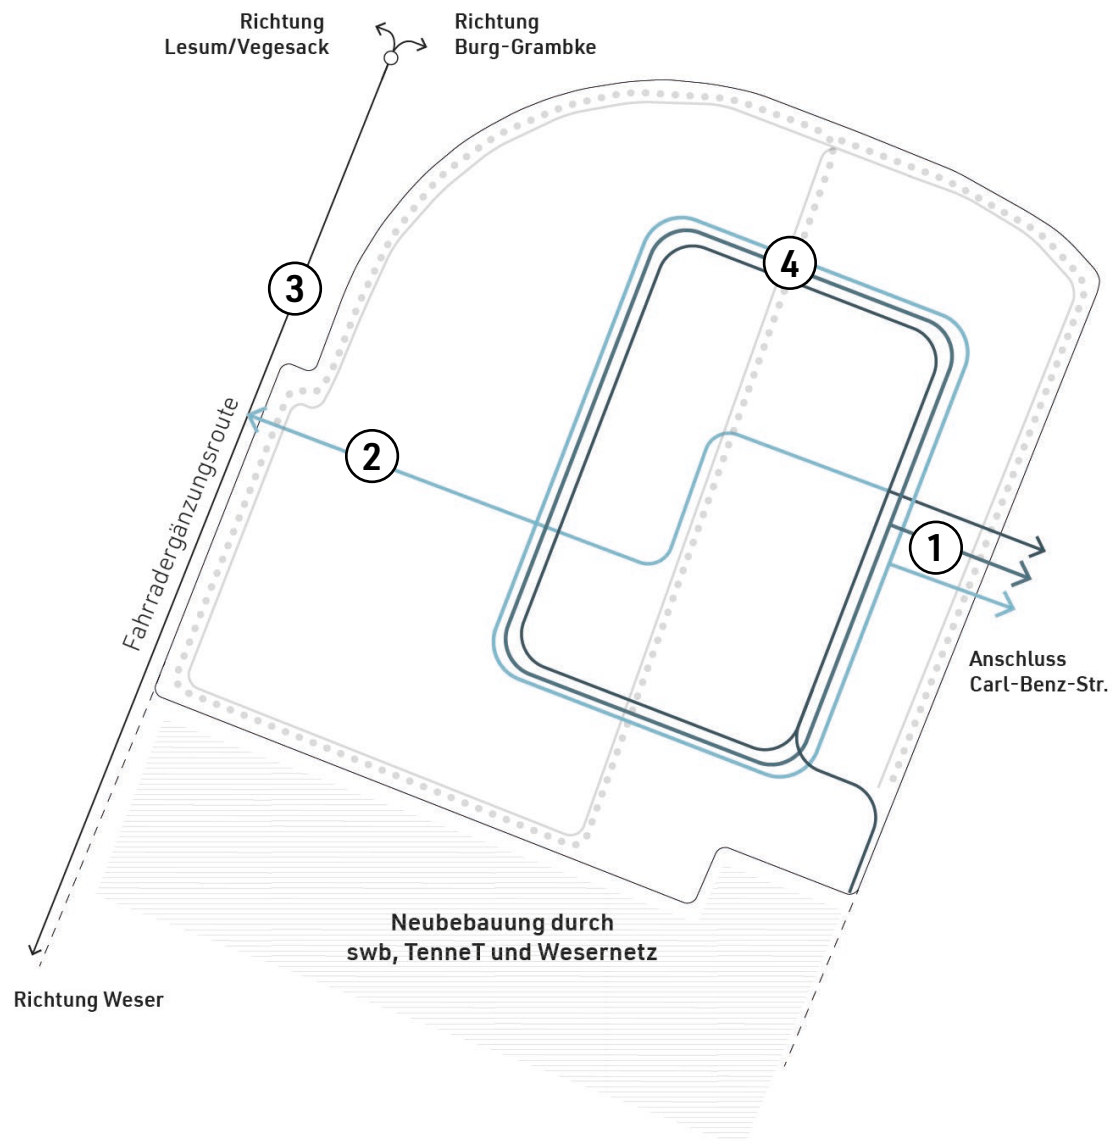 Richtung
Lesum/Vegesack
Richtung
Burg-Grambke
4
3
2
Fahrradergänzungsroute
1
Anschluss
Carl-Benz-Str.
Neubebauung durch
swb, TenneT und Wesernetz
Richtung Weser